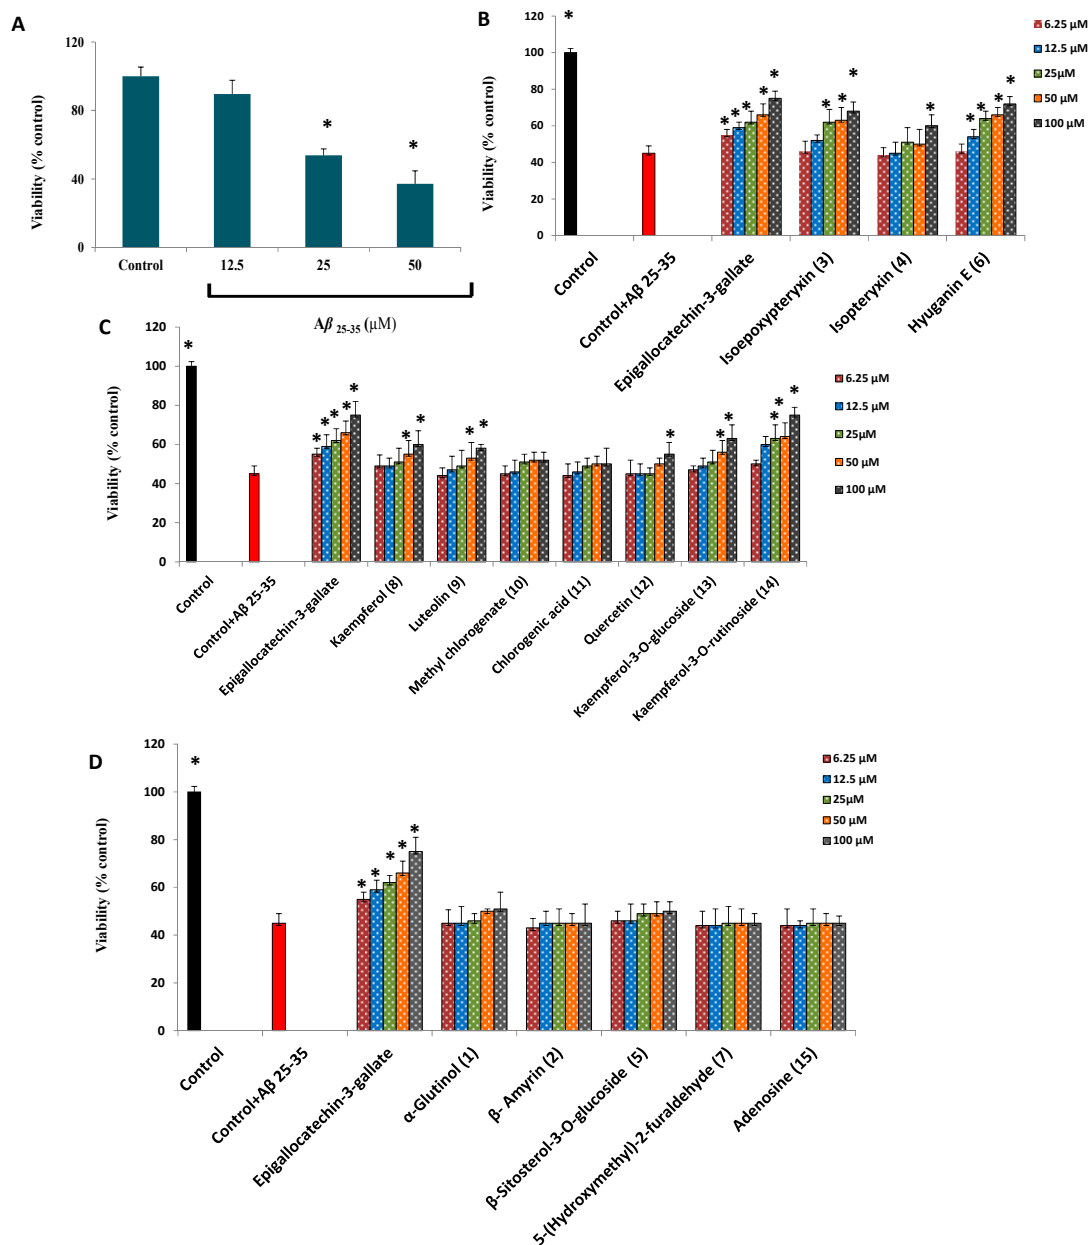 A
Viability (% control)
120
80
40
0
Control
12.5
25
50
*
*
Aβ 25-35 (µM)
B
Viability (% control)
120
100
80
60
40
20
0
*
* * * * *
* * *
*
* * * *
Control
Control+Aβ 25-35
Epigallocatechin-3-gallate
Isoepoxypteryxin (3)
Isopteryxin (4)
Hyuganin E (6)
6.25 µM
12.5 µM
25µM
50 µM
100 µM
C
Viability (% control)
120
100
80
60
40
20
0
*
* * * * *
* *
* *
*
* *
* * *
Control
Control+Aβ 25-35
Epigallocatechin-3-gallate
Kaempferol (8)
Luteolin (9)
Methyl chlorogenate (10)
Chlorogenic acid (11)
Quercetin (12)
Kaempferol-3-O-glucoside (13)
Kaempferol-3-O-rutinoside (14)
6.25 µM
12.5 µM
25µM
50 µM
100 µM
D
Viability (% control)
120
100
80
60
40
20
0
*
* * * * *
Control
Control+Aβ 25-35
Epigallocatechin-3-gallate
α-Glutinol (1)
β- Amyrin (2)
β-Sitosterol-3-O-glucoside (5)
5-(Hydroxymethyl)-2-furaldehyde (7)
Adenosine (15)
6.25 µM
12.5 µM
25µM
50 µM
100 µM